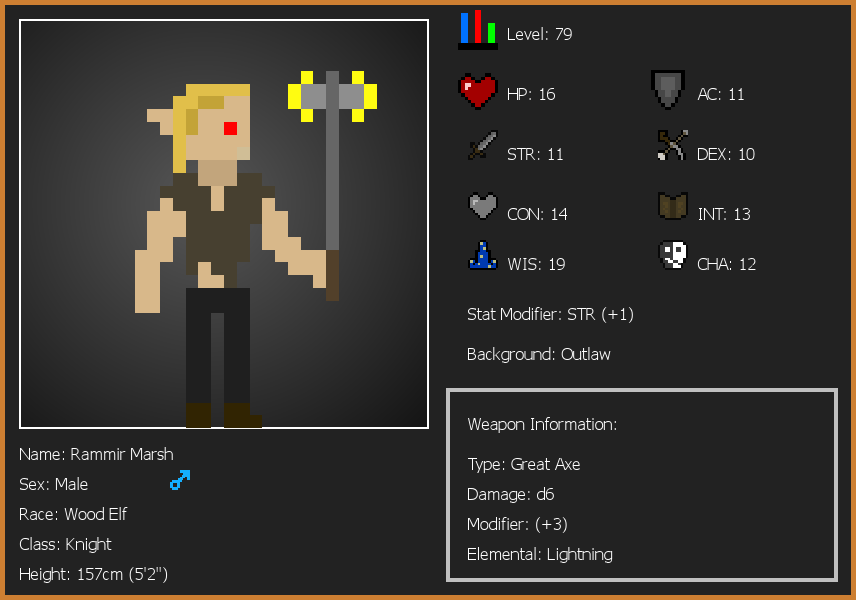 Level: 79
HP: 16
AC: 11
STR: 11
DEX: 10
CON: 14
INT: 13
WIS: 19
CHA: 12
Stat Modifier: STR (+1)
Background: Outlaw
Weapon Information:
Type: Great Axe
Damage: d6
Modifier: (+3)
Elemental: Lightning
Name: Rammir Marsh
Sex: Male
Race: Wood Elf
Class: Knight
Height: 157cm (5'2")